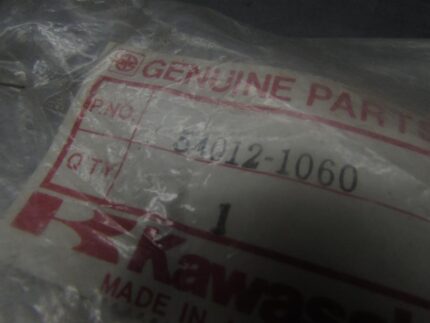 GENUINE PARTS
P.NO. 54012-1060
Q'TY 1
Kawasaki
MADE IN